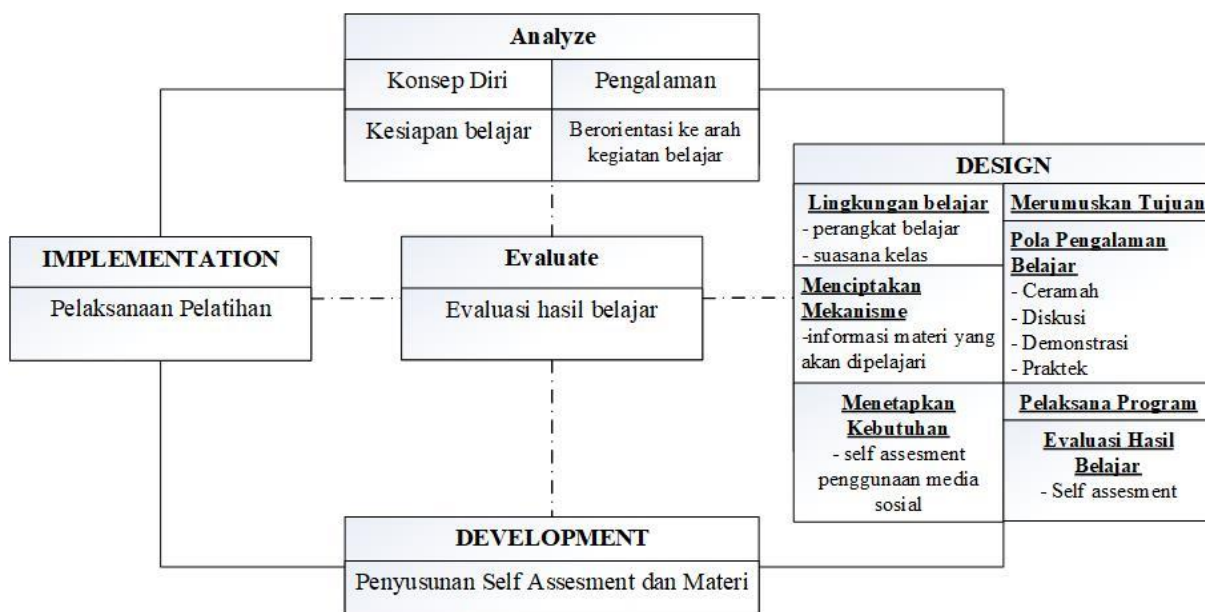 Analyze
Konsep Diri
Pengalaman
Kesiapan belajar
Berorientasi ke arah
kegiatan belajar
DESIGN
Lingkungan belajar
- perangkat belajar
- suasana kelas
Menciptakan
Mekanisme
-informasi materi yang
akan dipelajari
Menetapkan
Kebutuhan
- self assesment
penggunaan media
sosial
Merumuskan Tujuan
Pola Pengalaman
Belajar
- Ceramah
- Diskusi
- Demonstrasi
- Praktek
Pelaksana Program
Evaluasi Hasil
Belajar
- Self assesment
IMPLEMENTATION
Pelaksanaan Pelatihan
Evaluate
Evaluasi hasil belajar
DEVELOPMENT
Penyusunan Self Assesment dan Materi